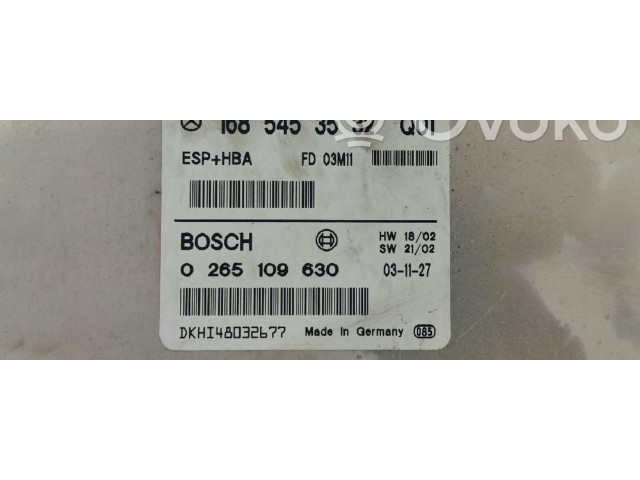 168 545 35 32 Q01
OVOKO
ESP+HBA FD 03M11
BOSCH HW 18/02
SW 21/02
0 265 109 630 03-11-27
DKHI48032677 Made in Germany 085